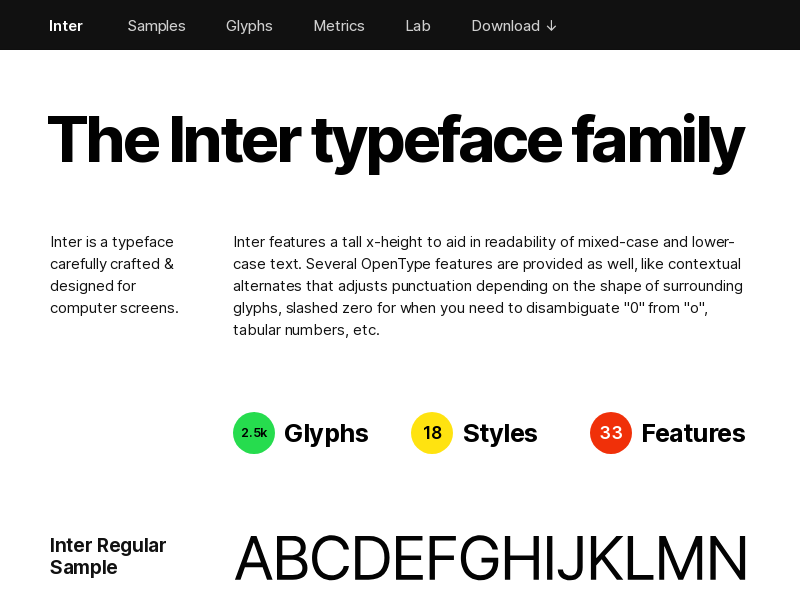 Inter Samples Glyphs Metrics Lab Download ↓
The Inter typeface family
Inter is a typeface
carefully crafted &
designed for
computer screens.
Inter features a tall x-height to aid in readability of mixed-case and lower-
case text. Several OpenType features are provided as well, like contextual
alternates that adjusts punctuation depending on the shape of surrounding
glyphs, slashed zero for when you need to disambiguate "0" from "o",
tabular numbers, etc.
2.5k Glyphs 18 Styles 33 Features
Inter Regular
Sample
ABCDEFGHIJKLMN